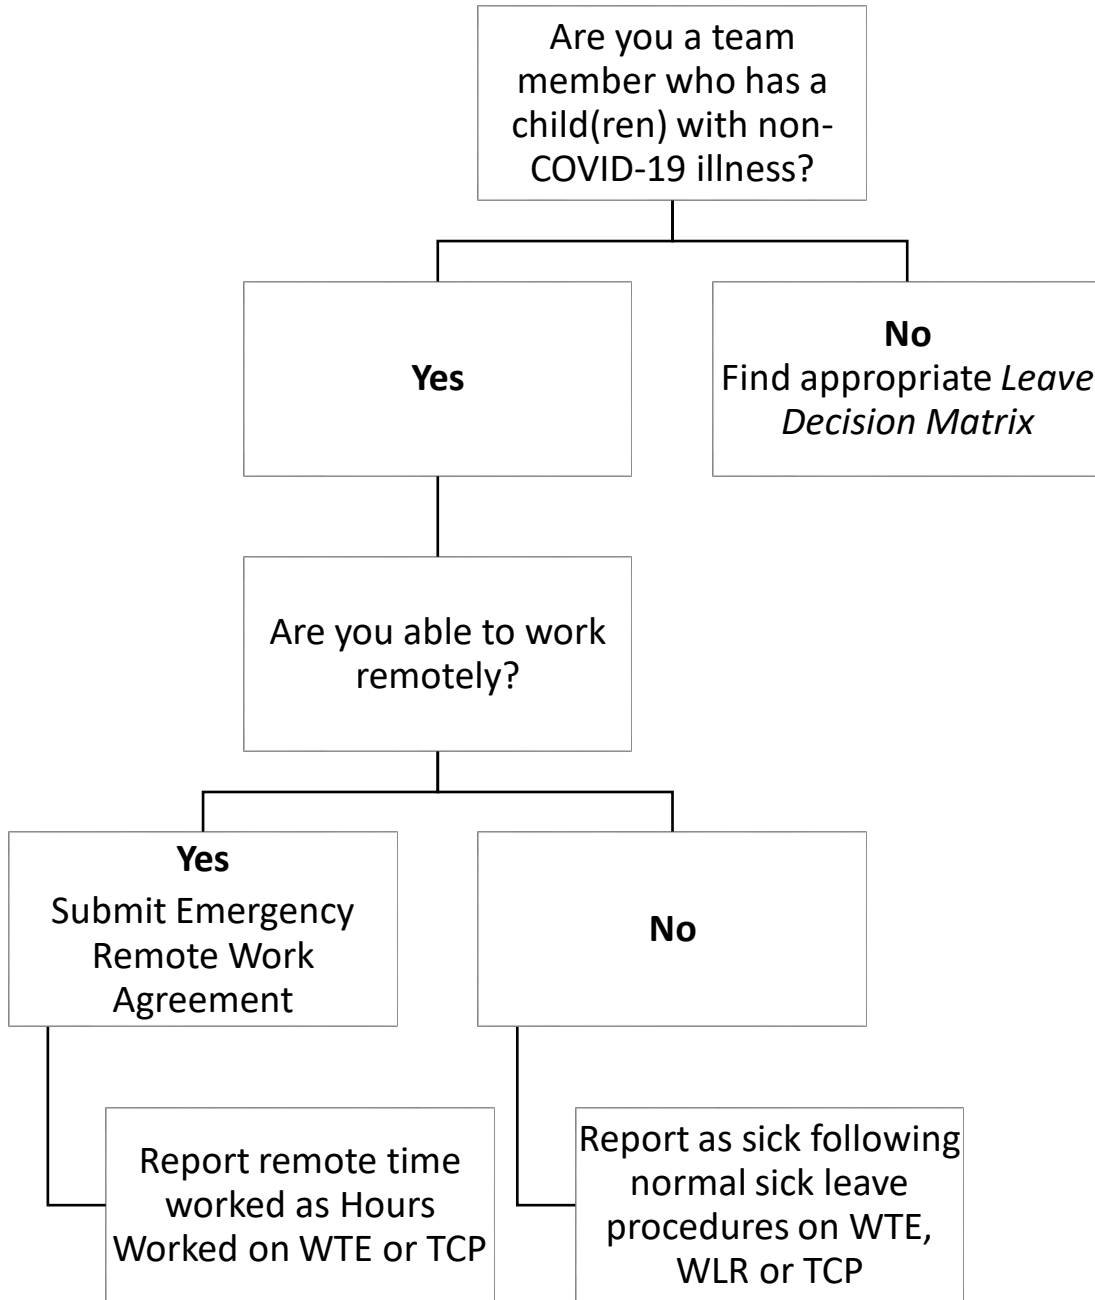 Are you a team
member who has a
child(ren) with non-
COVID-19 illness?
Yes
No
Find appropriate Leave
Decision Matrix
Are you able to work
remotely?
Yes
Submit Emergency
Remote Work
Agreement
No
Report remote time
worked as Hours
Worked on WTE or TCP
Report as sick following
normal sick leave
procedures on WTE,
WLR or TCP